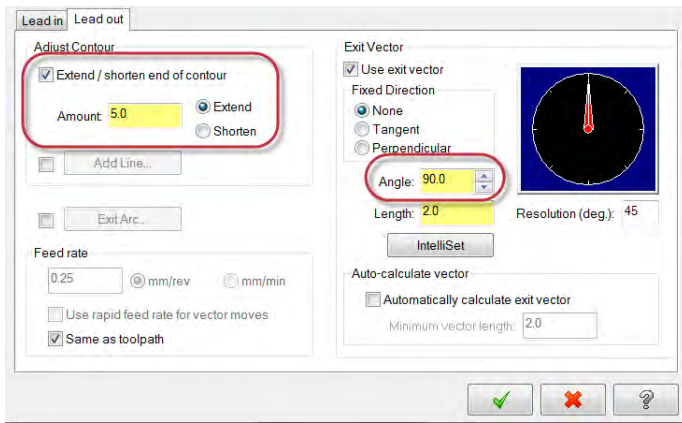 Lead in Lead out
Adjust Contour
Extend / shorten end of contour
Amount: 5.0
Extend
Shorten
Add Line...
Exit Arc...
Feed rate
0.25 mm/rev mm/min
Use rapid feed rate for vector moves
Same as toolpath
Exit Vector
Use exit vector
Fixed Direction
None
Tangent
Perpendicular
Angle: 90.0
Length: 2.0 Resolution (deg.): 45
IntelliSet
Auto-calculate vector
Automatically calculate exit vector
Minimum vector length: 2.0
?